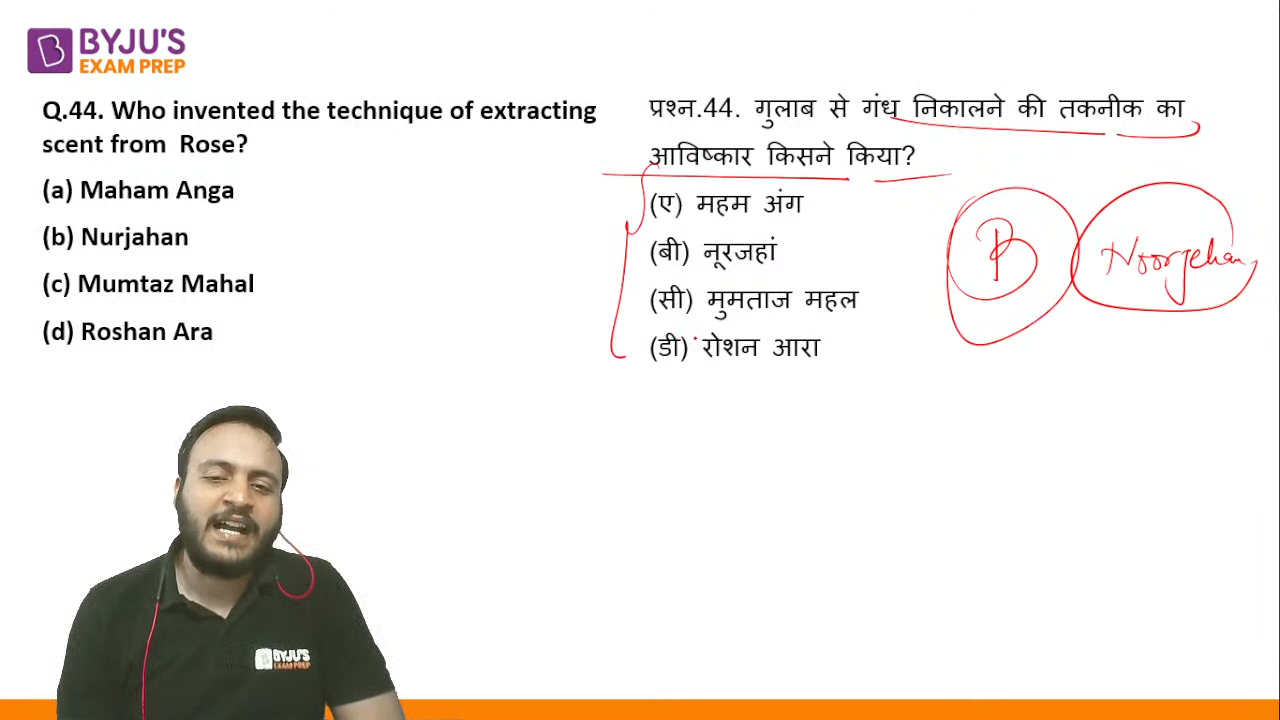 BYJU'S
EXAM PREP
Q.44. Who invented the technique of extracting
scent from Rose?
(a) Maham Anga
(b) Nurjahan
(c) Mumtaz Mahal
(d) Roshan Ara
प्रश्न.44. गुलाब से गंध निकालने की तकनीक का
आविष्कार किसने किया?
(ए) महम अंग
(बी) नूरजहां
(सी) मुमताज महल
(डी) रोशन आरा
B
Noorjehan
BYJU'S
EXAM PREP